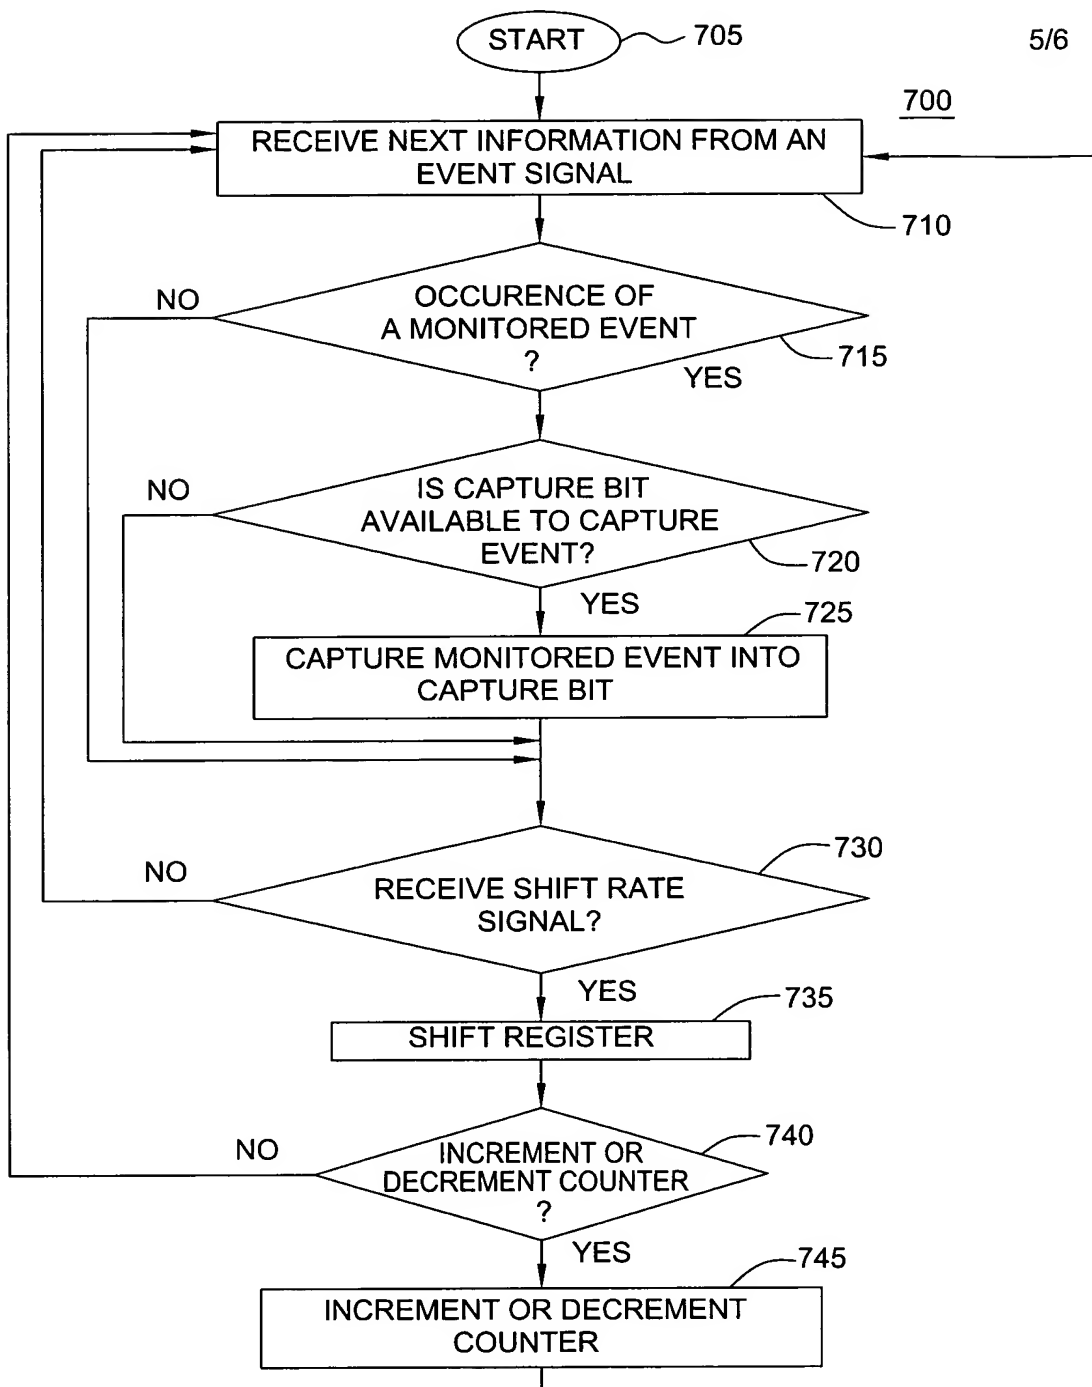 START
705
5/6
700
RECEIVE NEXT INFORMATION FROM AN
EVENT SIGNAL
710
NO
OCCURENCE OF
A MONITORED EVENT
?
715
YES
NO
IS CAPTURE BIT
AVAILABLE TO CAPTURE
EVENT?
720
YES
725
CAPTURE MONITORED EVENT INTO
CAPTURE BIT
730
NO
RECEIVE SHIFT RATE
SIGNAL?
YES
735
SHIFT REGISTER
740
NO
INCREMENT OR
DECREMENT COUNTER
?
YES
745
INCREMENT OR DECREMENT
COUNTER